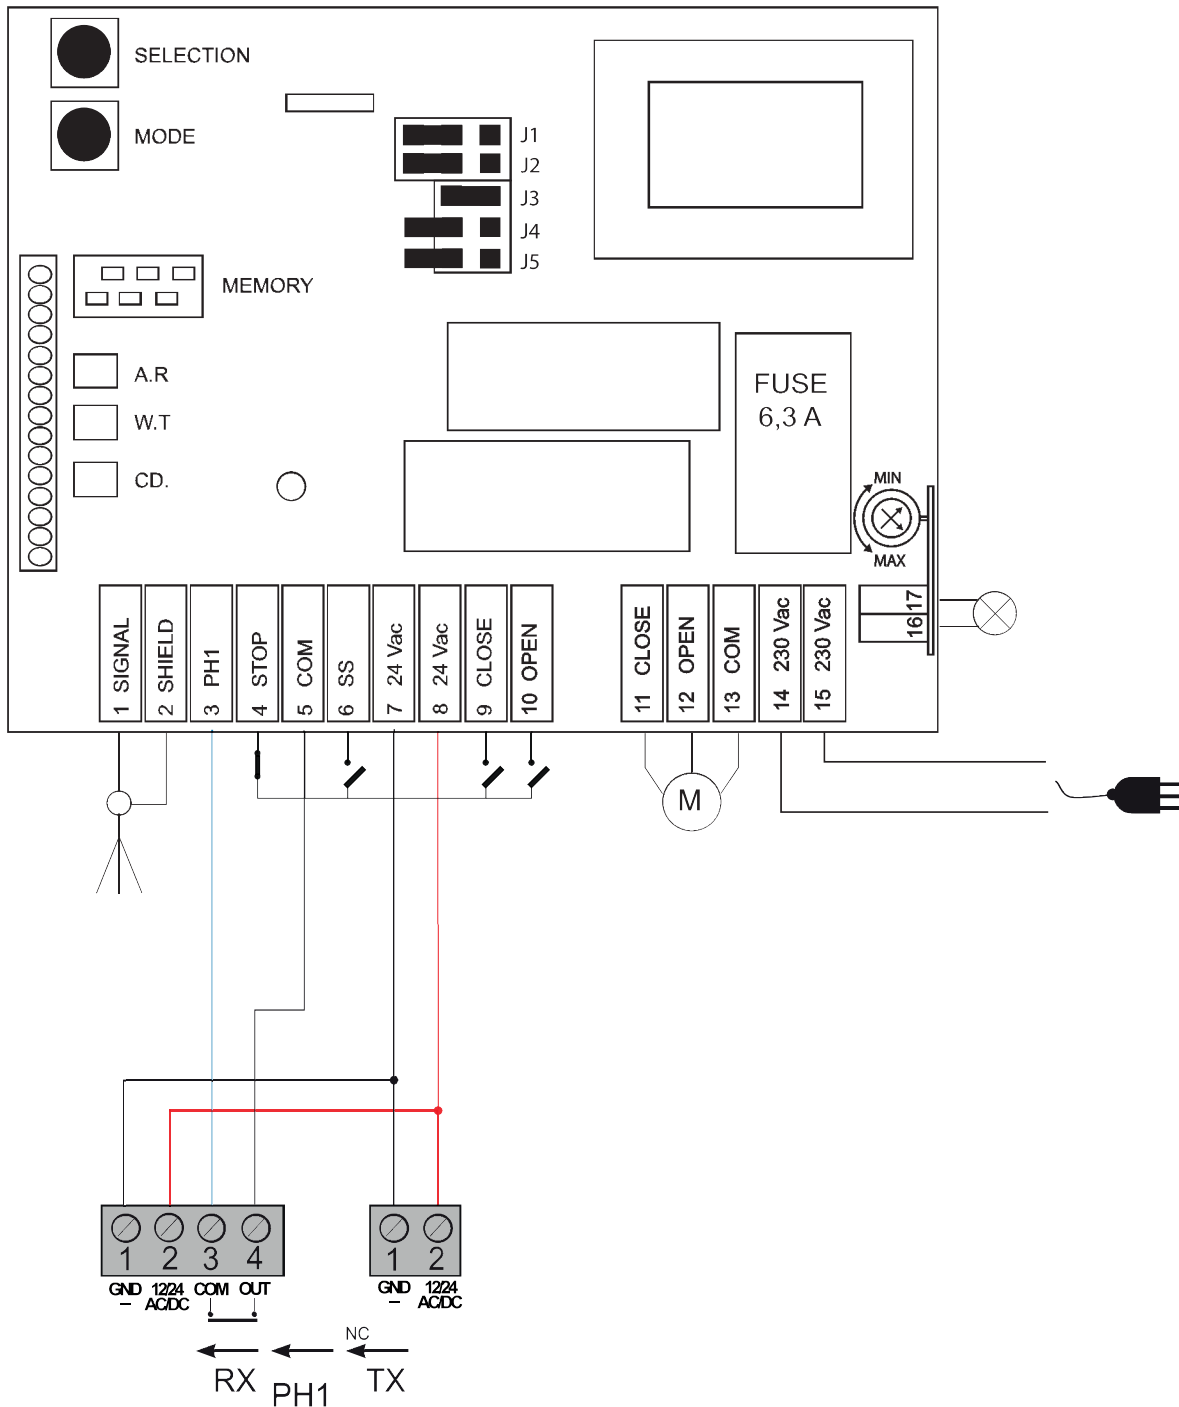 SELECTION
MODE
J1
J2
J3
J4
J5
MEMORY
A.R
W.T
CD.
FUSE
6,3 A
MIN
MAX
1 SIGNAL
2 SHIELD
3 PH1
4 STOP
5 COM
6 SS
7 24 Vac
8 24 Vac
9 CLOSE
10 OPEN
11 CLOSE
12 OPEN
13 COM
14 230 Vac
15 230 Vac
16
17
M
1 2 3 4
GND 12/24 COM OUT
– AC/DC
1 2
GND 12/24
– AC/DC
NC
RX
PH1
TX